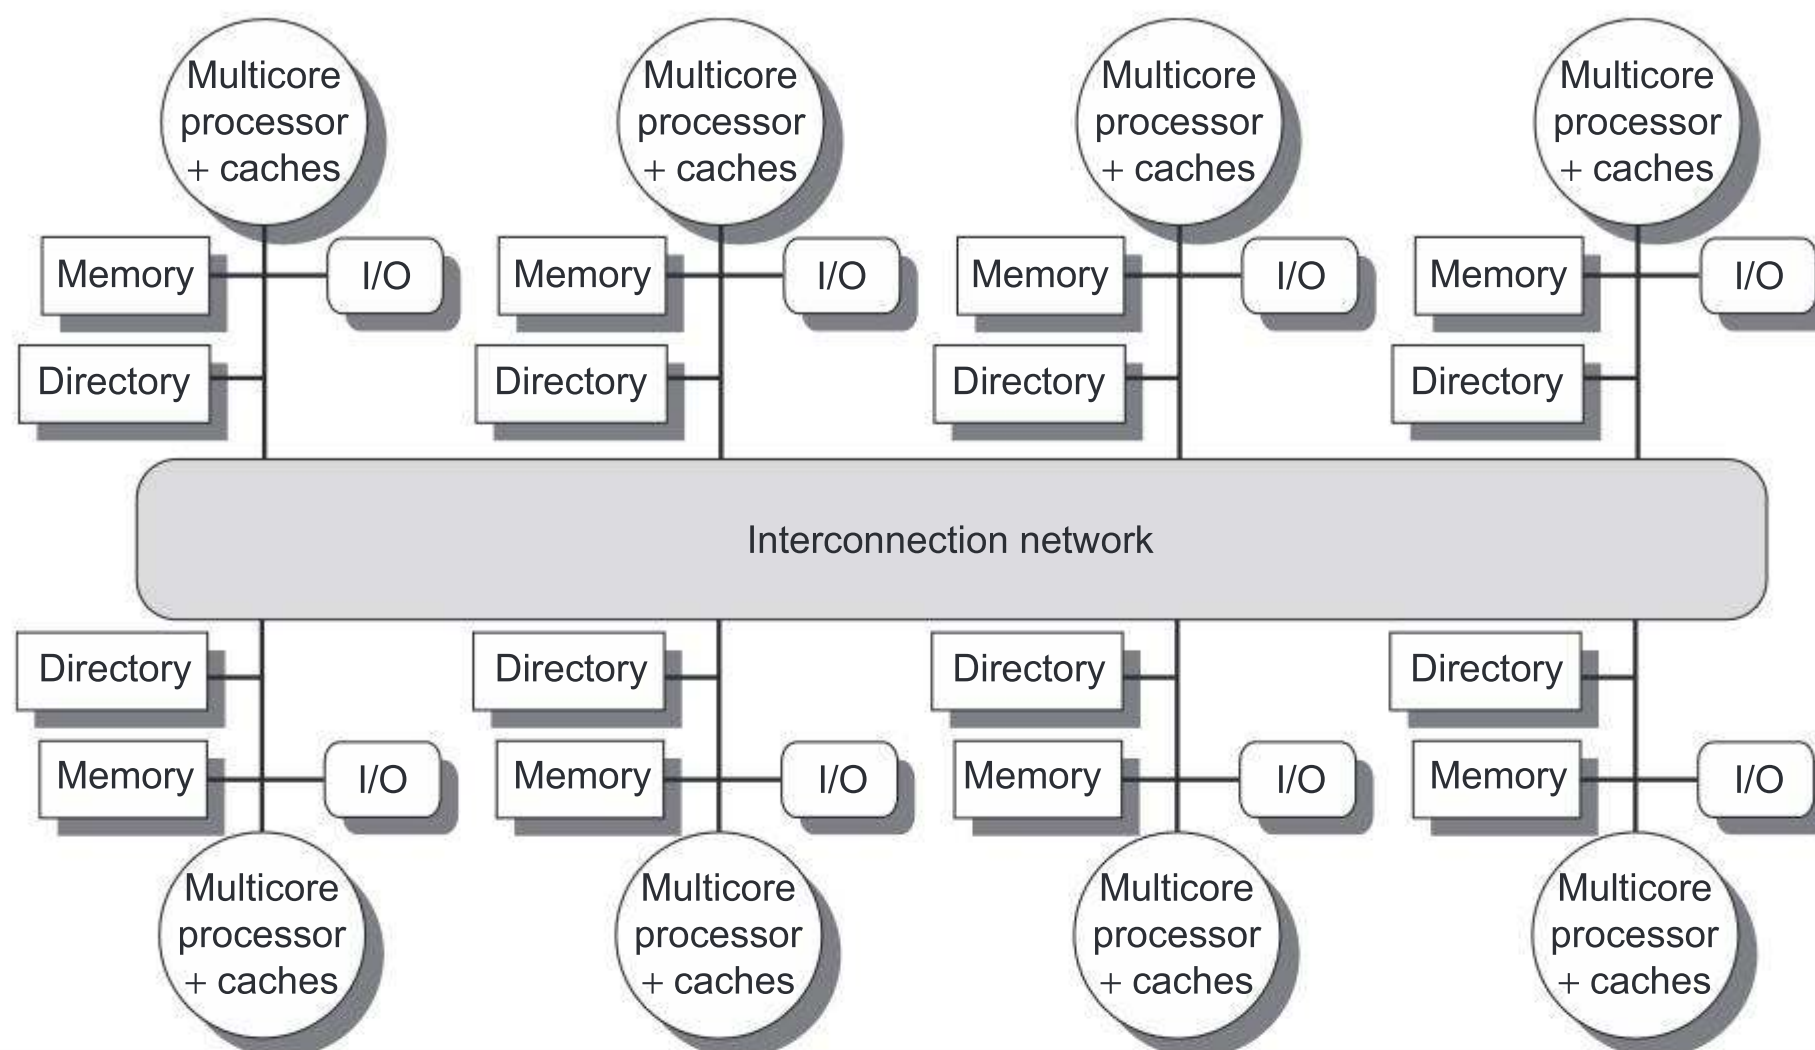 Multicore
processor
+ caches
Multicore
processor
+ caches
Multicore
processor
+ caches
Multicore
processor
+ caches
Memory
I/O
Memory
I/O
Memory
I/O
Memory
I/O
Directory
Directory
Directory
Directory
Interconnection network
Directory
Directory
Directory
Directory
Memory
I/O
Memory
I/O
Memory
I/O
Memory
I/O
Multicore
processor
+ caches
Multicore
processor
+ caches
Multicore
processor
+ caches
Multicore
processor
+ caches